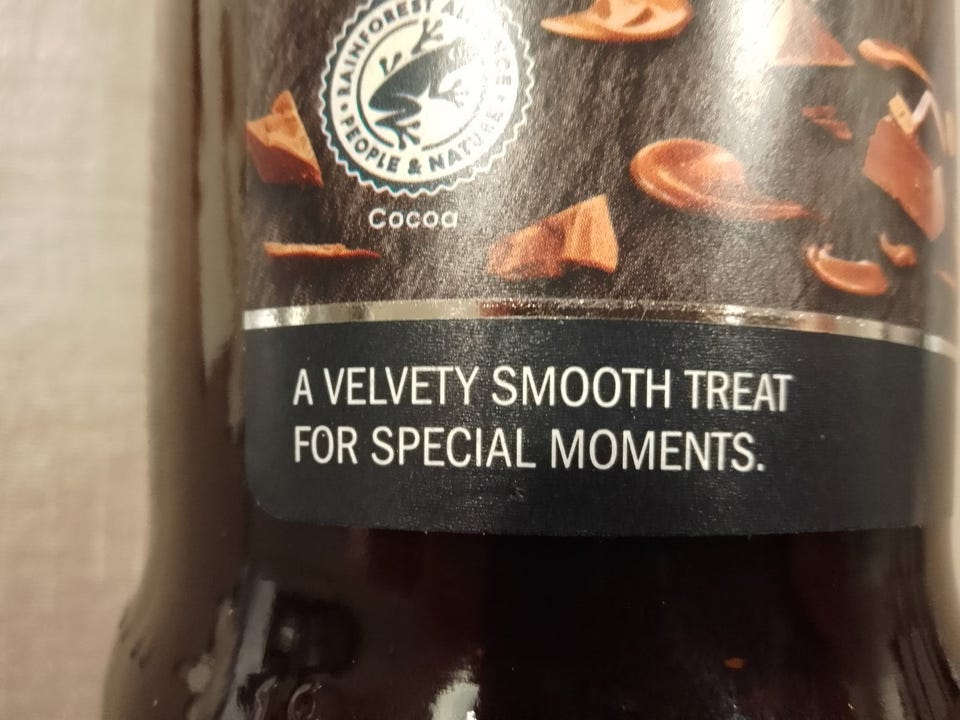 RAINFOREST
PEOPLE & NATURE
Cocoa
A VELVETY SMOOTH TREAT
FOR SPECIAL MOMENTS.